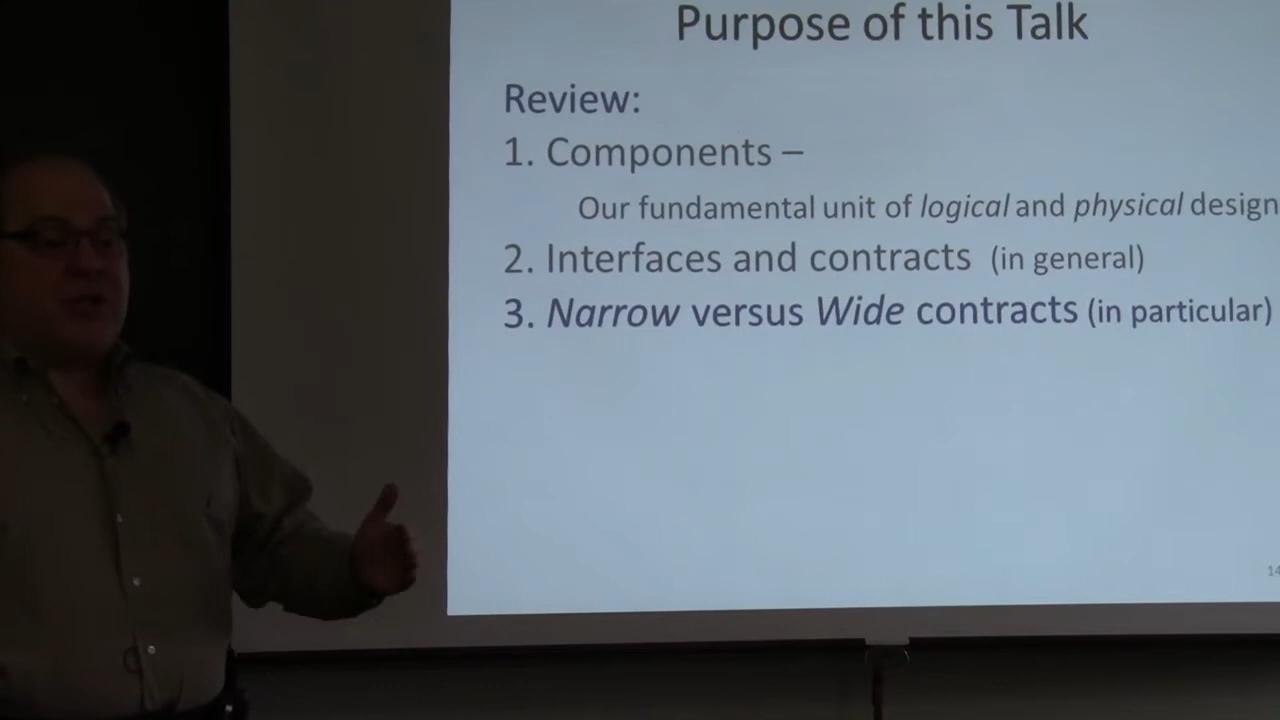 Purpose of this Talk
Review:
1. Components –
Our fundamental unit of logical and physical design
2. Interfaces and contracts (in general)
3. Narrow versus Wide contracts (in particular)
14